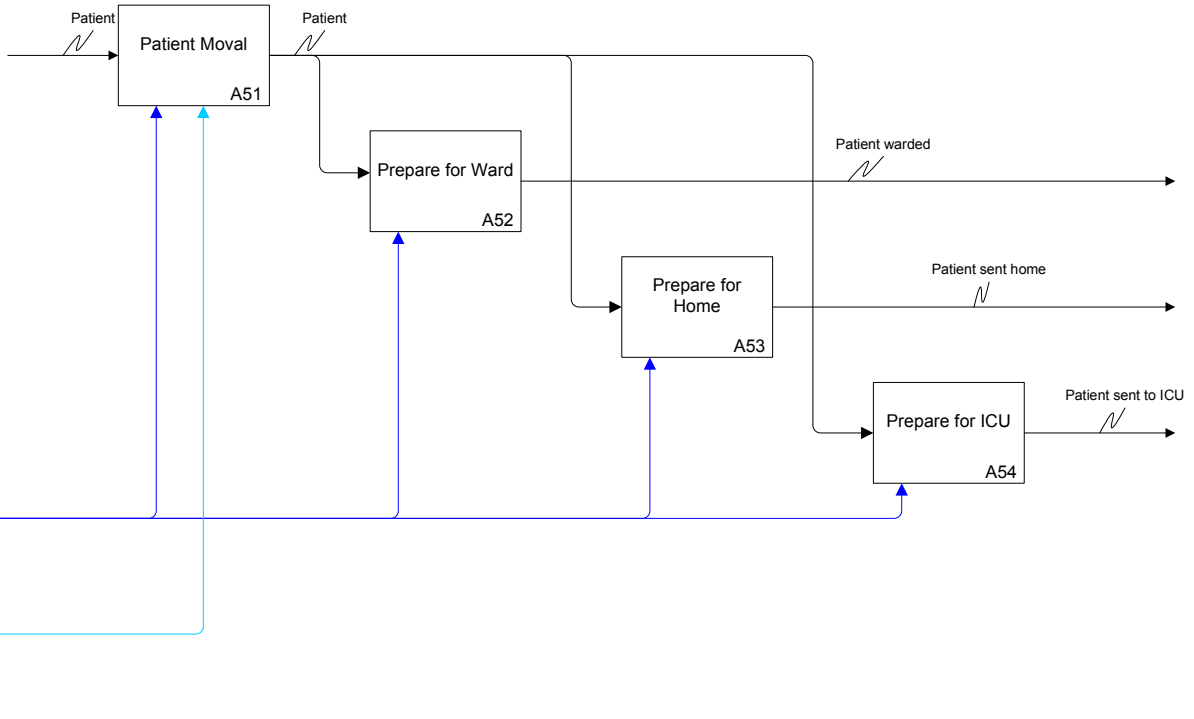 Patient
Patient
Patient Moval
A51
Patient warded
Prepare for Ward
A52
Patient sent home
Prepare for
Home
A53
Patient sent to ICU
Prepare for ICU
A54